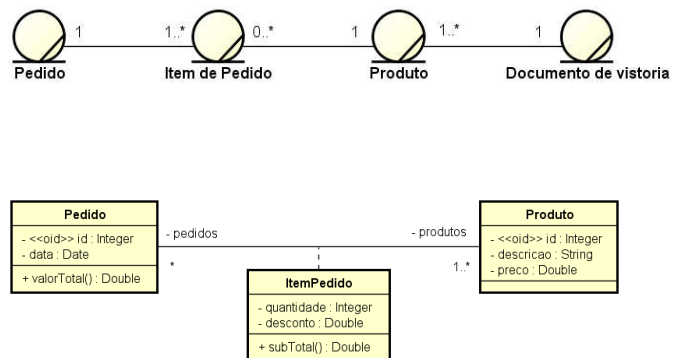 1 1..* 0..* 1 1..* 1
Pedido Item de Pedido Produto Documento de vistoria
Pedido
- <<oid>> id : Integer
- data : Date
+ valorTotal() : Double
- pedidos
*
- produtos
1..*
Produto
- <<oid>> id : Integer
- descricao : String
- preco : Double
ItemPedido
- quantidade : Integer
- desconto : Double
+ subTotal() : Double